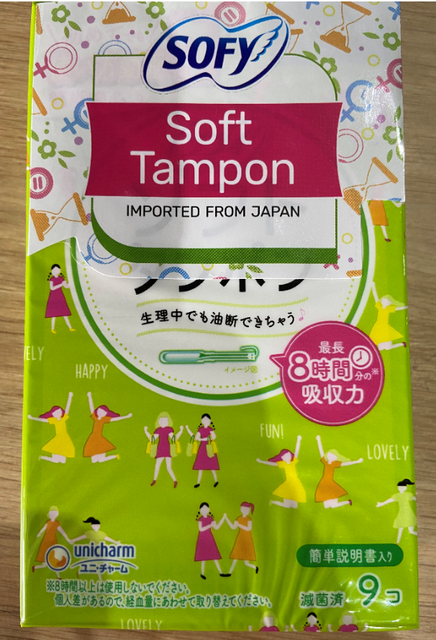 SOFY
Soft
Tampon
IMPORTED FROM JAPAN
生理中でも油断できちゃう♪
イメージ図
最長
8時間分の※
吸収力
LOVELY
HAPPY
FUN!
unicharm
ユニ・チャーム
簡単説明書入り
※8時間以上は使用しないでください。
個人差があるので、経血量にあわせて取り替えてください。
滅菌済 9コ